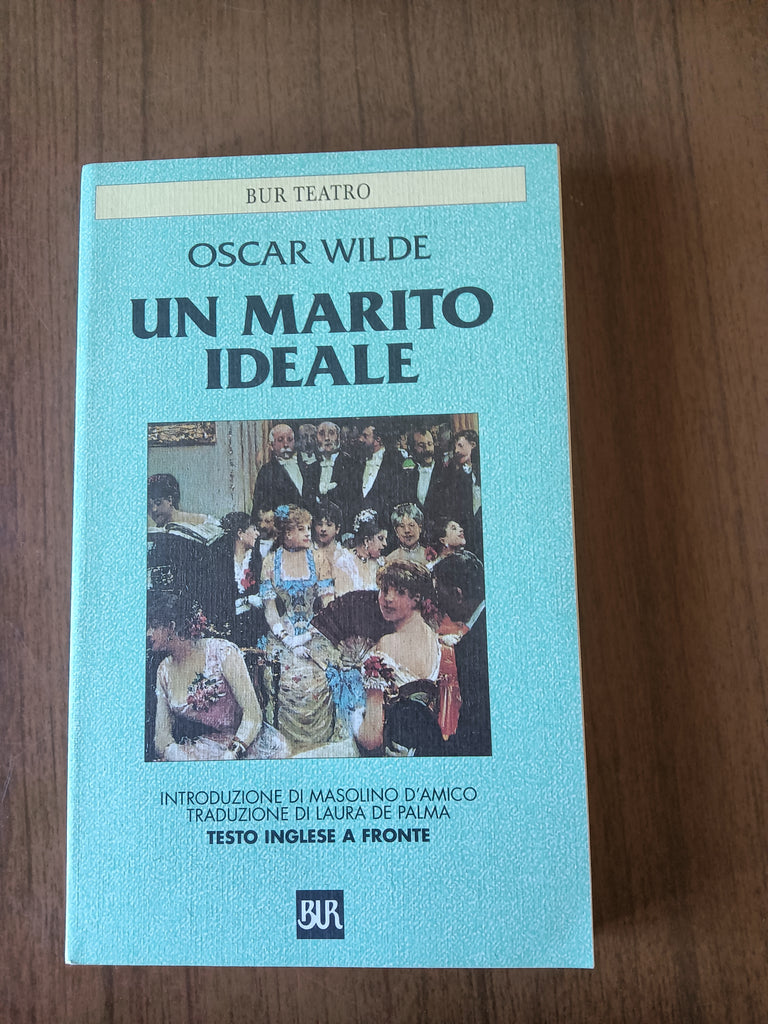 BUR TEATRO
OSCAR WILDE
UN MARITO
IDEALE
INTRODUZIONE DI MASOLINO D'AMICO
TRADUZIONE DI LAURA DE PALMA
TESTO INGLESE A FRONTE
BUR